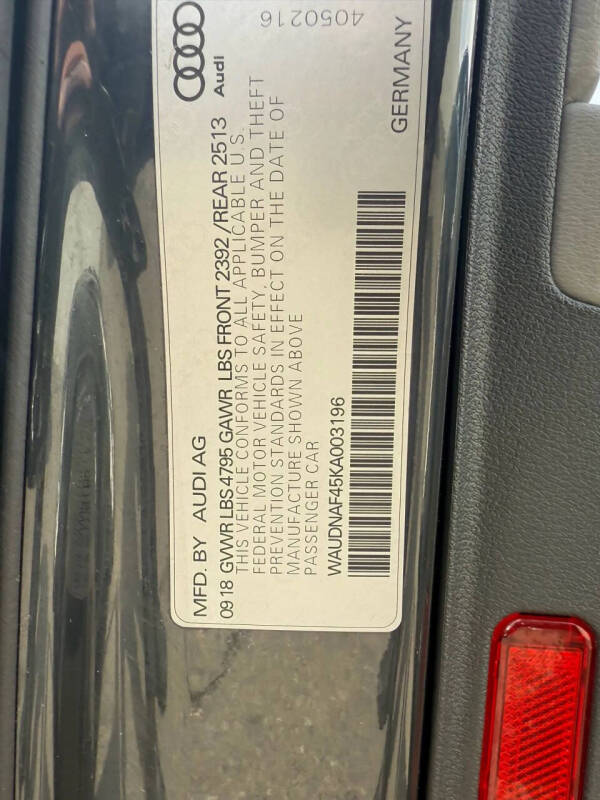 MFD. BY AUDI AG
Audi
0918 GVWR LBS 4795 GAWR LBS FRONT 2392 /REAR 2513
THIS VEHICLE CONFORMS TO ALL APPLICABLE U.S.
FEDERAL MOTOR VEHICLE SAFETY, BUMPER AND THEFT
PREVENTION STANDARDS IN EFFECT ON THE DATE OF
MANUFACTURE SHOWN ABOVE
PASSENGER CAR
WAUDNAF45KA003196
GERMANY
4050216